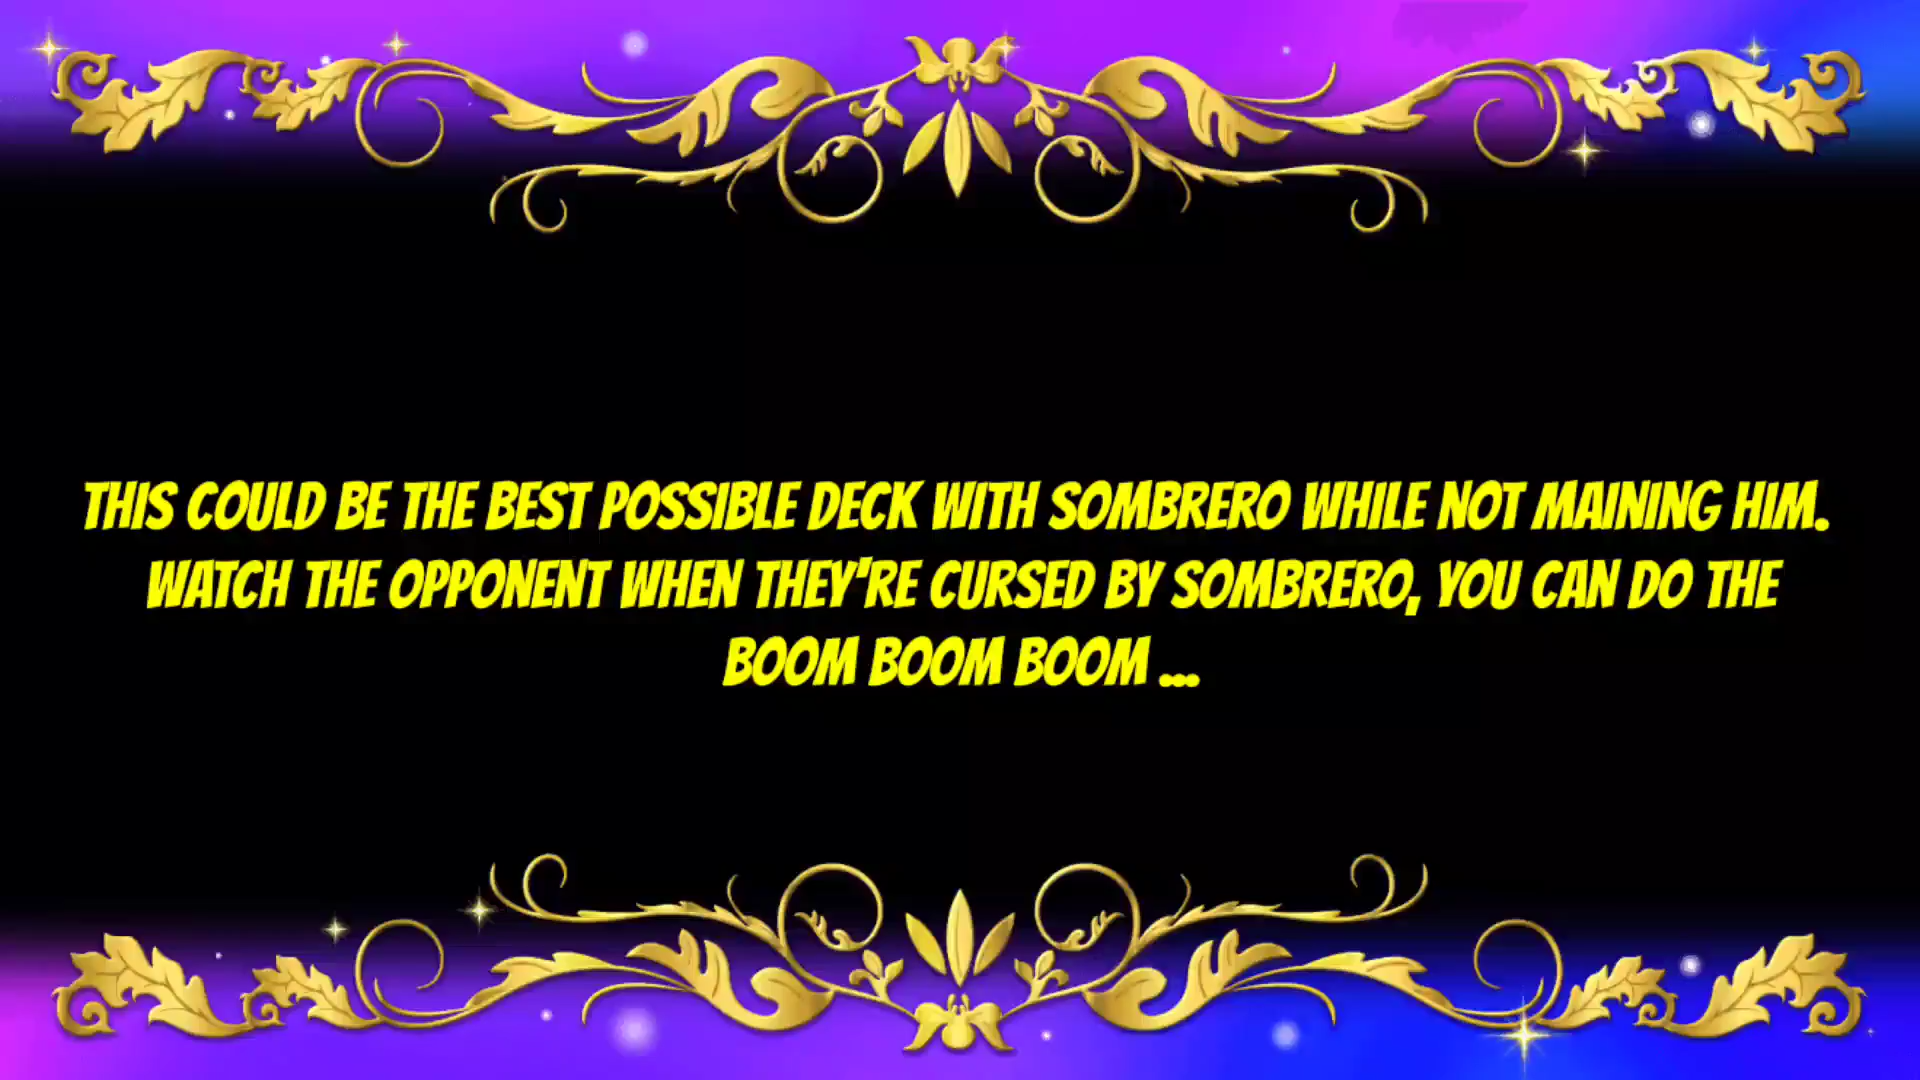 THIS COULD BE THE BEST POSSIBLE DECK WITH SOMBRERO WHILE NOT MAINING HIM.
WATCH THE OPPONENT WHEN THEY'RE CURSED BY SOMBRERO, YOU CAN DO THE
BOOM BOOM BOOM ...